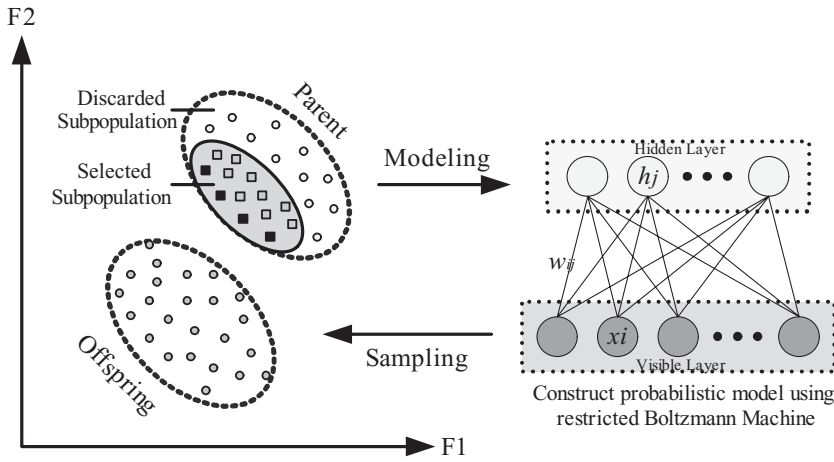 F2
Discarded
Subpopulation
Parent
Selected
Subpopulation
Modeling
Hidden Layer
hj
wij
xi
Visible Layer
Sampling
Offspring
Construct probabilistic model using
restricted Boltzmann Machine
F1